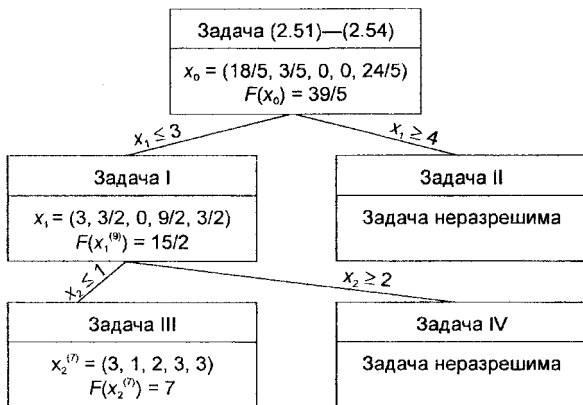 Задача (2.51)—(2.54)
x₀ = (18/5, 3/5, 0, 0, 24/5)
F(x₀) = 39/5
x₁ ≤ 3
x₁ ≥ 4
Задача I
x₁ = (3, 3/2, 0, 9/2, 3/2)
F(x₁⁽⁹⁾) = 15/2
Задача II
Задача неразрешима
x₂ ≤ 1
x₂ ≥ 2
Задача III
x₂⁽⁷⁾ = (3, 1, 2, 3, 3)
F(x₂⁽⁷⁾) = 7
Задача IV
Задача неразрешима